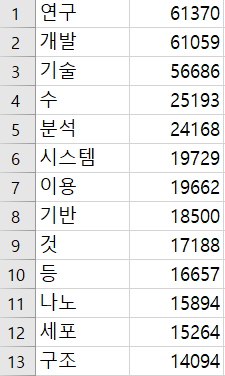 1 연구 61370
2 개발 61059
3 기술 56686
4 수 25193
5 분석 24168
6 시스템 19729
7 이용 19662
8 기반 18500
9 것 17188
10 등 16657
11 나노 15894
12 세포 15264
13 구조 14094